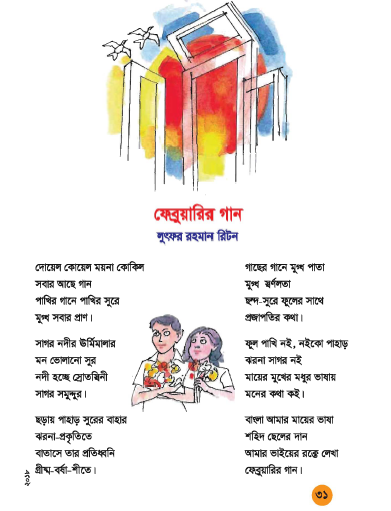 ফেব্রুয়ারির গান
লুৎফর রহমান রিটন
দোয়েল কোয়েল ময়না কোকিল
সবার আছে গান
পাখির গানে পাখির সুরে
মুগ্ধ সবার প্রাণ।
সাগর নদীর ঊর্মিমালার
মন ভোলানো সুর
নদী হচ্ছে স্রোতস্বিনী
সাগর সমুদ্দুর।
ছড়ায় পাহাড় সুরের বাহার
ঝরনা-প্রকৃতিতে
বাতাসে তার প্রতিধ্বনি
গ্রীষ্ম-বর্ষা-শীতে।
গাছের গানে মুগ্ধ পাতা
মুগ্ধ স্বর্ণলতা
ছন্দ-সুরে ফুলের সাথে
প্রজাপতির কথা।
ফুল পাখি নই, নইকো পাহাড়
ঝরনা সাগর নই
মায়ের মুখের মধুর ভাষায়
মনের কথা কই।
বাংলা আমার মায়ের ভাষা
শহিদ ছেলের দান
আমার ভাইয়ের রক্তে লেখা
ফেব্রুয়ারির গান।
২০১৮
৩১